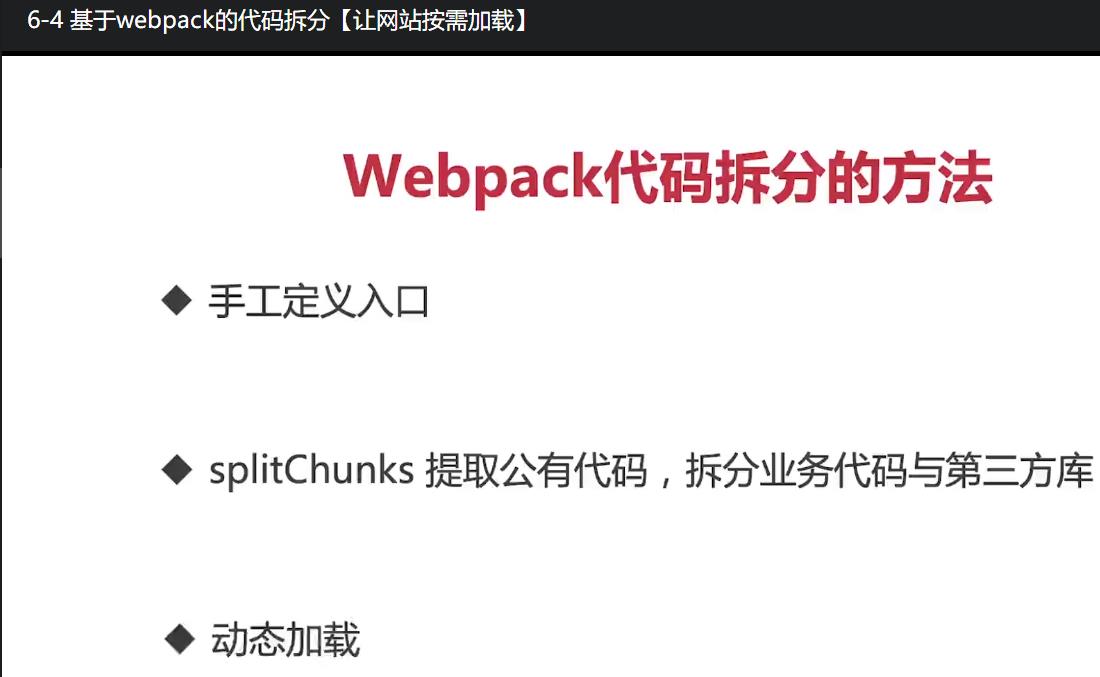 6-4 基于webpack的代码拆分【让网站按需加载】
Webpack代码拆分的方法
◆ 手工定义入口
◆ splitChunks 提取公有代码，拆分业务代码与第三方库
◆ 动态加载